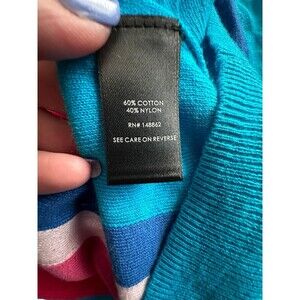 60% COTTON
40% NYLON
RN# 148862
SEE CARE ON REVERSE